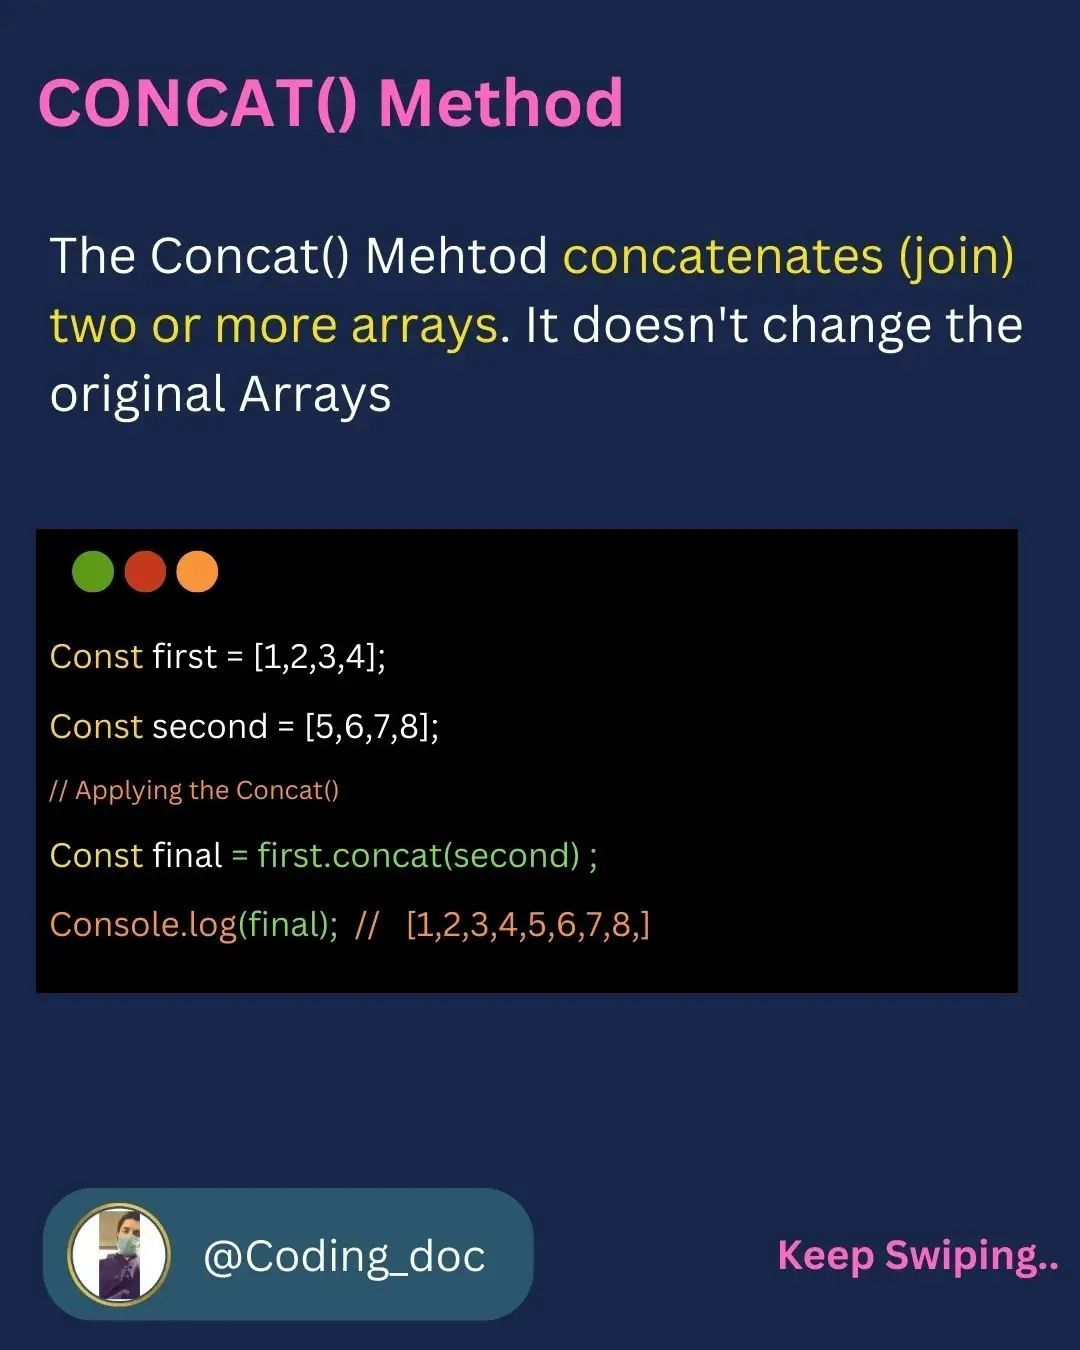 CONCAT() Method
The Concat() Mehtod concatenates (join)
two or more arrays. It doesn't change the
original Arrays
Const first = [1,2,3,4];
Const second = [5,6,7,8];
// Applying the Concat()
Const final = first.concat(second) ;
Console.log(final);  //   [1,2,3,4,5,6,7,8,]
@Coding_doc
Keep Swiping..